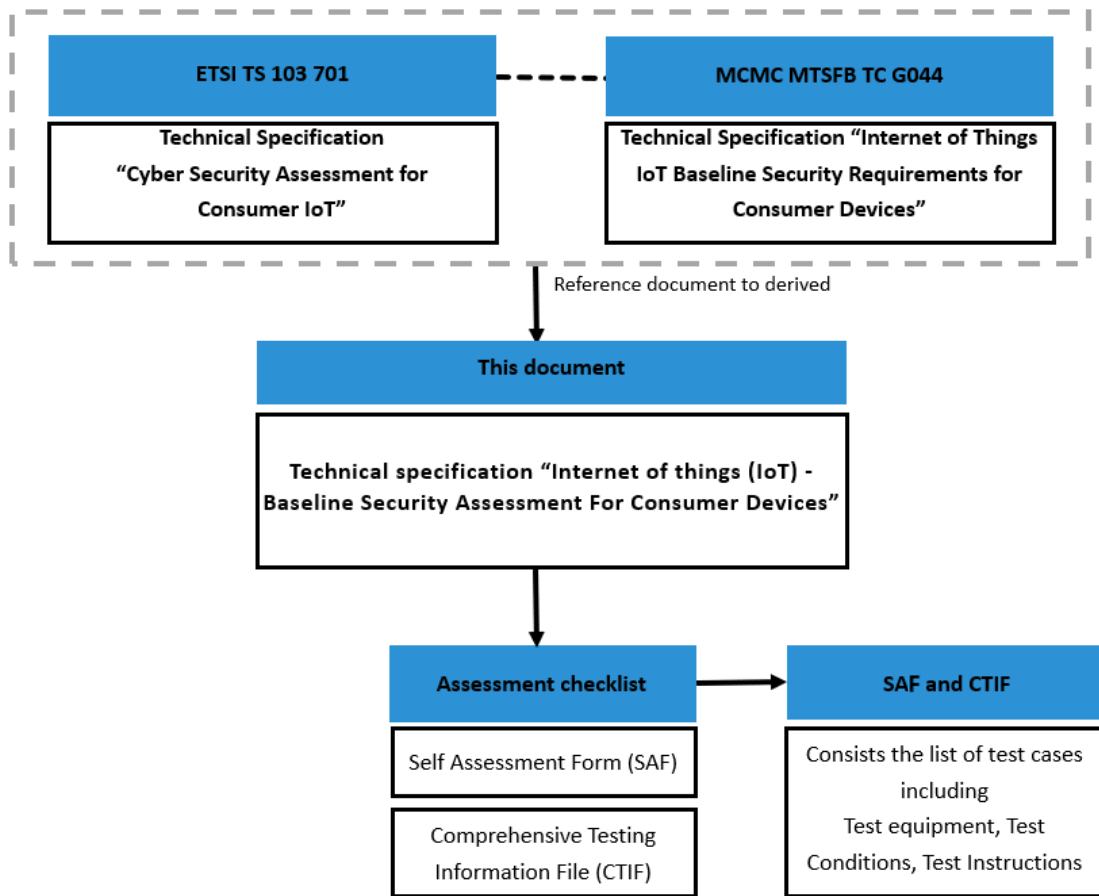 ETSI TS 103 701
MCMC MTSFB TC G044
Technical Specification
“Cyber Security Assessment for
Consumer IoT”
Technical Specification “Internet of Things
IoT Baseline Security Requirements for
Consumer Devices”
Reference document to derived
This document
Technical specification “Internet of things (IoT) -
Baseline Security Assessment For Consumer Devices”
Assessment checklist
Self Assessment Form (SAF)
Comprehensive Testing
Information File (CTIF)
SAF and CTIF
Consists the list of test cases
including
Test equipment, Test
Conditions, Test Instructions